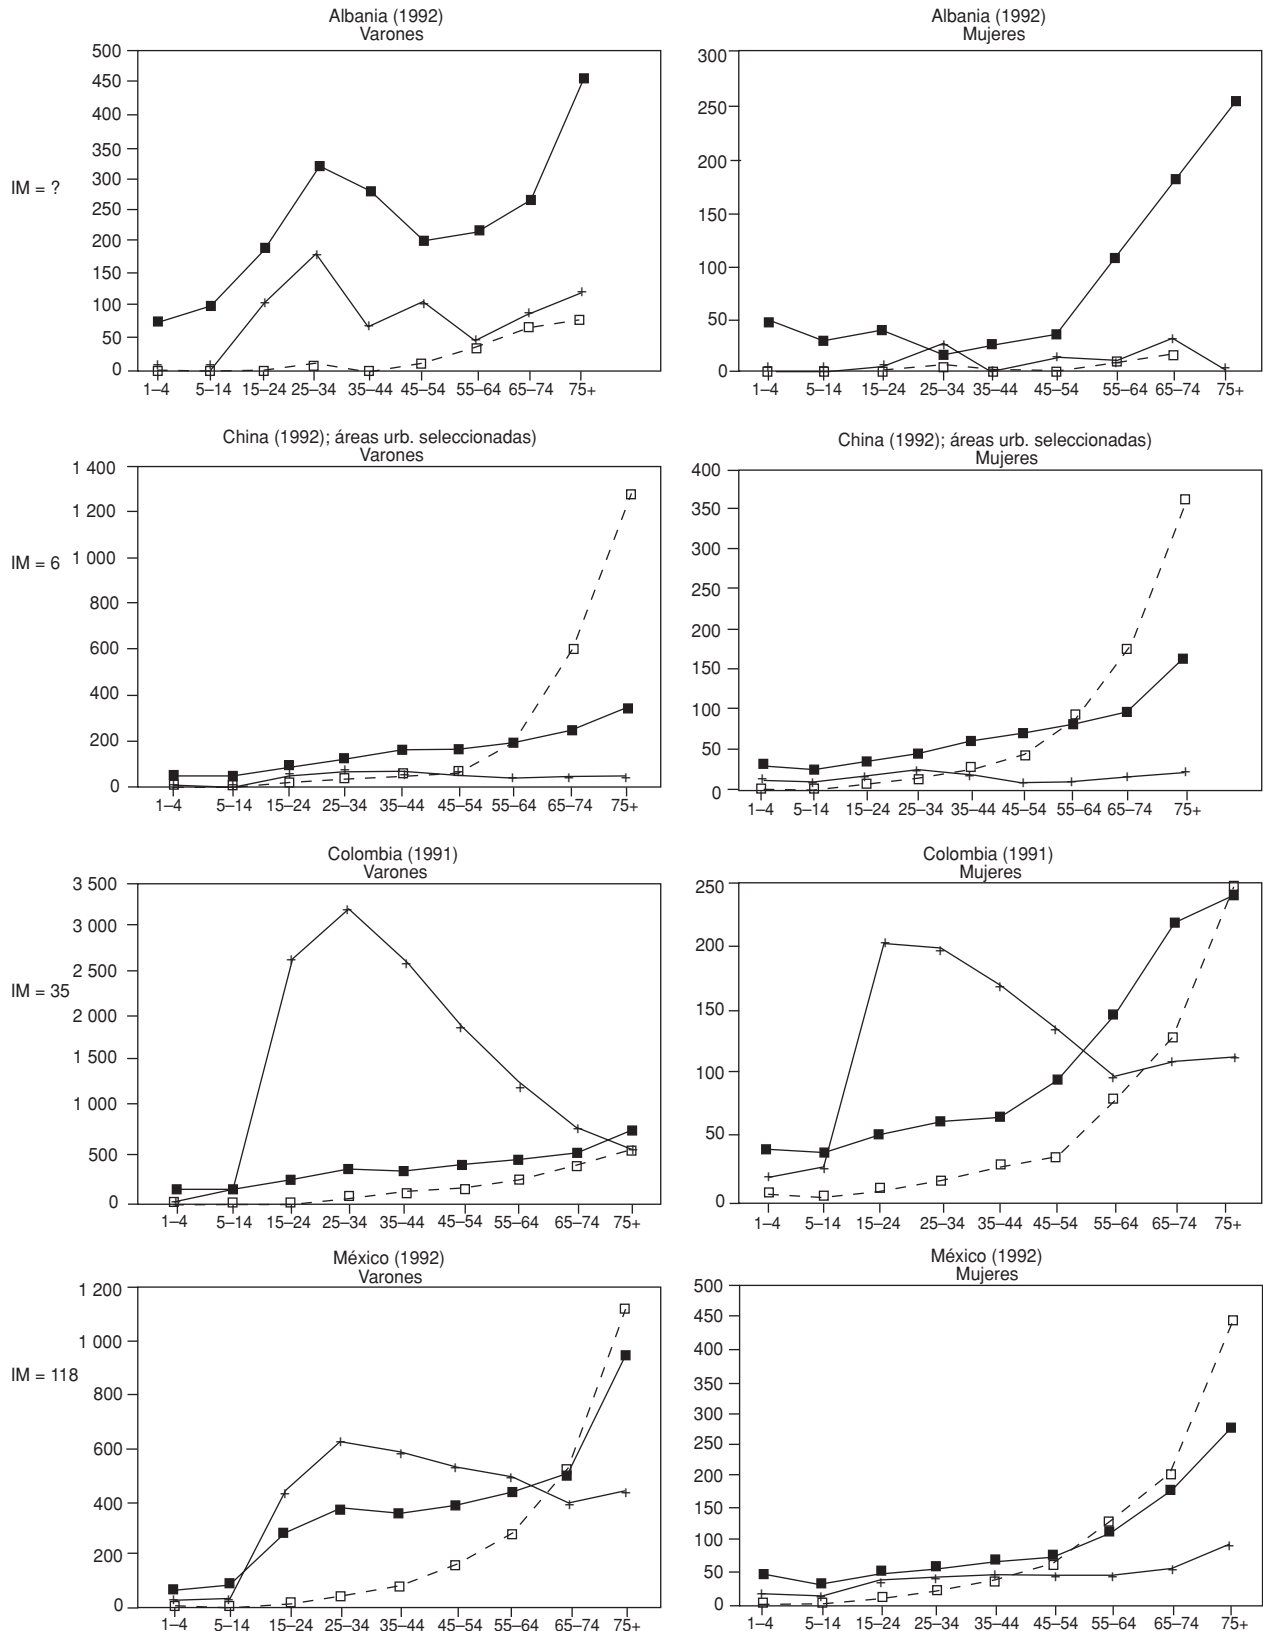 Albania (1992)
Varones
500
450
400
350
300
250
200
150
100
50
0
IM = ?
1–4 5–14 15–24 25–34 35–44 45–54 55–64 65–74 75+
Albania (1992)
Mujeres
300
250
200
150
100
50
0
1–4 5–14 15–24 25–34 35–44 45–54 55–64 65–74 75+
China (1992); áreas urb. seleccionadas)
Varones
1 400
1 200
1 000
800
600
400
200
0
IM = 6
1–4 5–14 15–24 25–34 35–44 45–54 55–64 65–74 75+
China (1992); áreas urb. seleccionadas)
Mujeres
400
350
300
250
200
150
100
50
0
1–4 5–14 15–24 25–34 35–44 45–54 55–64 65–74 75+
Colombia (1991)
Varones
3 500
3 000
2 500
2 000
1 500
1 000
500
0
IM = 35
1–4 5–14 15–24 25–34 35–44 45–54 55–64 65–74 75+
Colombia (1991)
Mujeres
250
200
150
100
50
0
1–4 5–14 15–24 25–34 35–44 45–54 55–64 65–74 75+
México (1992)
Varones
1 200
1 000
800
600
400
200
0
IM = 118
1–4 5–14 15–24 25–34 35–44 45–54 55–64 65–74 75+
México (1992)
Mujeres
500
450
400
350
300
250
200
150
100
50
0
1–4 5–14 15–24 25–34 35–44 45–54 55–64 65–74 75+